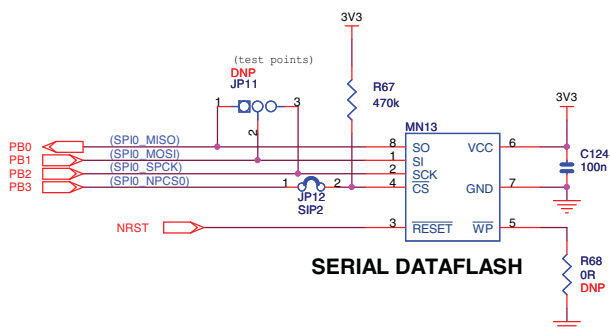 3V3
(test points)
DNP
JP11
1
3
2
R67
470k
3V3
MN13
PB0 (SPI0_MISO) 8 SO VCC 6
PB1 (SPI0_MOSI) 1 SI
PB2 (SPI0_SPCK) 2 SCK
PB3 (SPI0_NPCS0) 1 2 4 CS GND 7
C124
100n
JP12
SIP2
NRST 3 RESET WP 5
SERIAL DATAFLASH
R68
0R
DNP